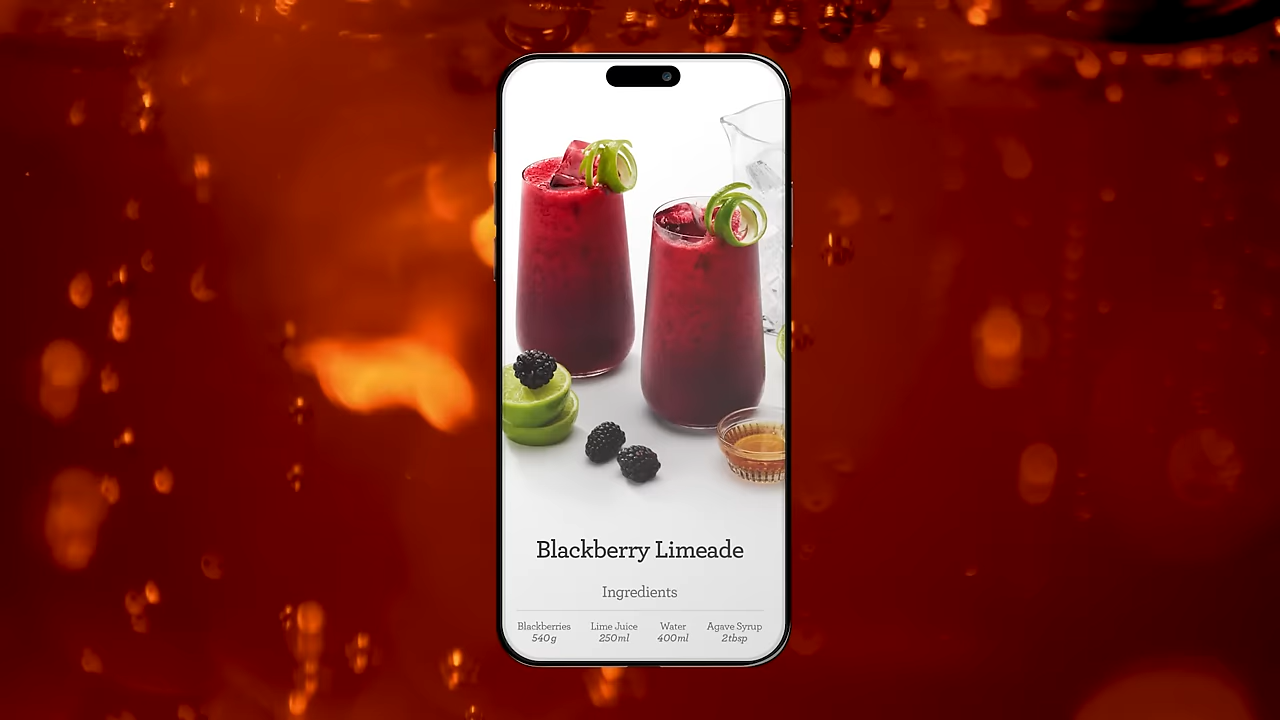 Blackberry Limeade
Ingredients
Blackberries Lime Juice Water Agave Syrup
540g 250ml 400ml 2tbsp